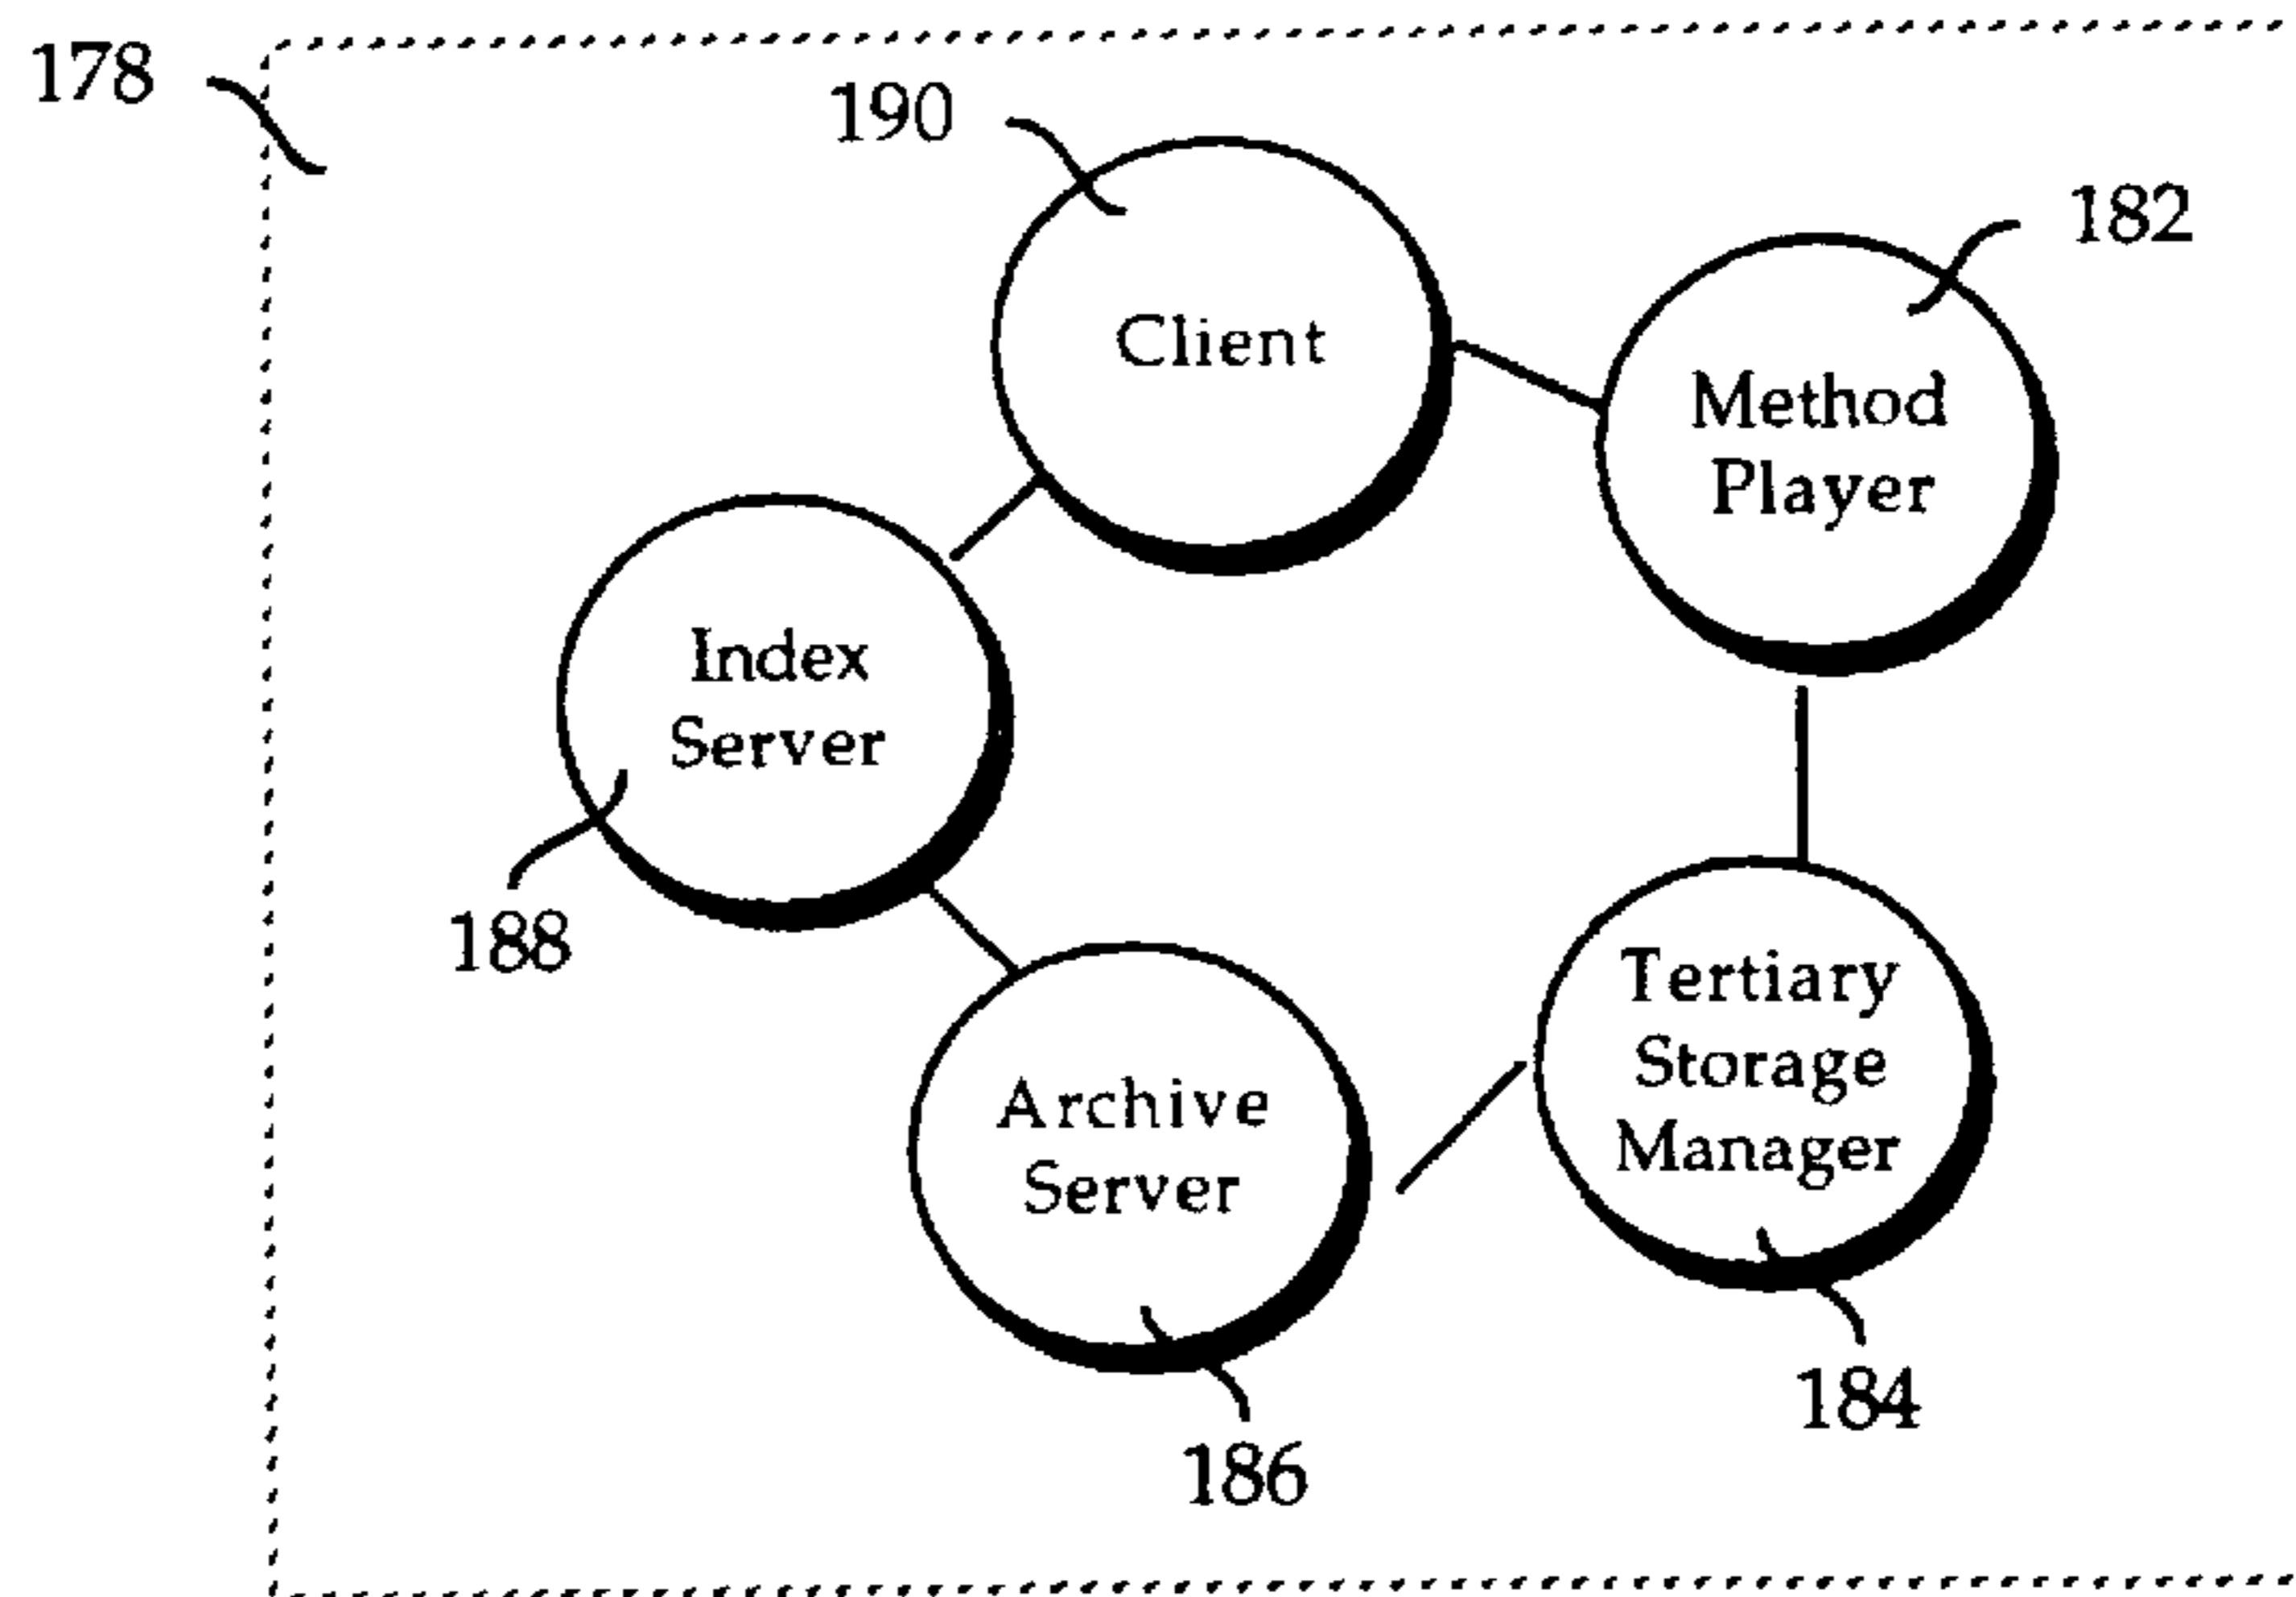 178
190
182
Client
Method
Player
Index
Server
188
Tertiary
Storage
Manager
Archive
Server
184
186